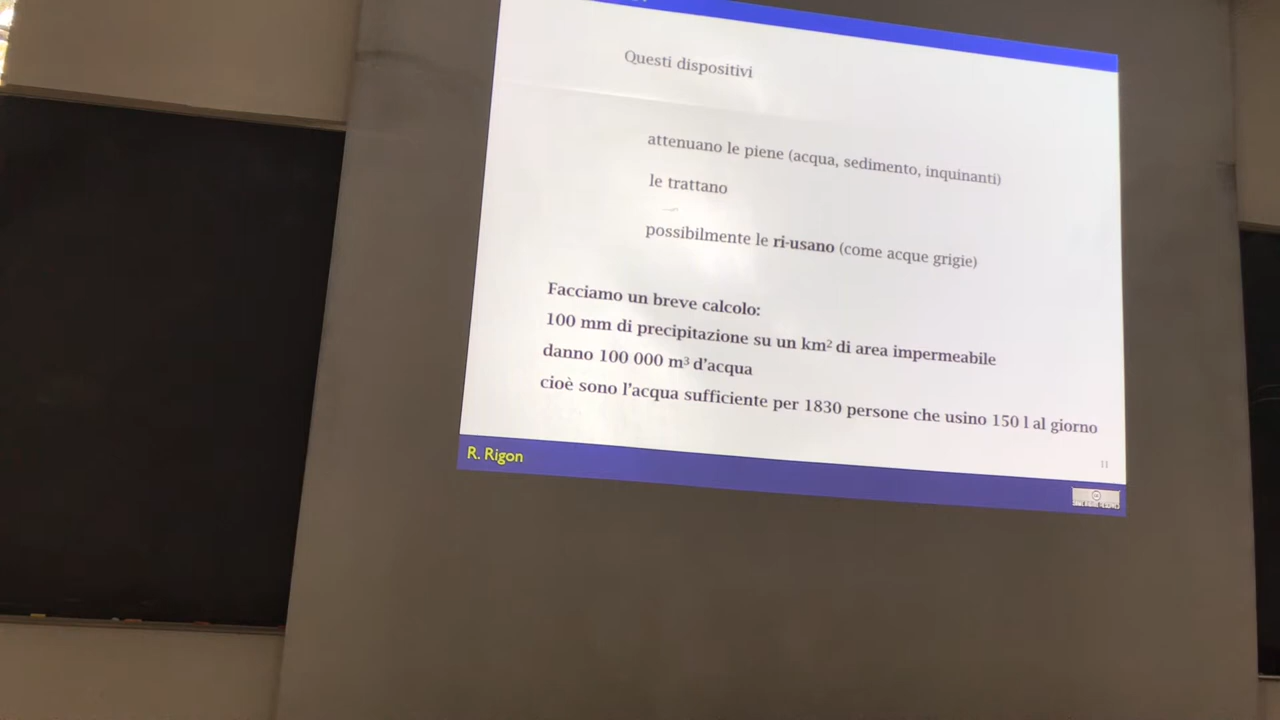 Questi dispositivi
attenuano le piene (acqua, sedimento, inquinanti)
le trattano
possibilmente le ri-usano (come acque grigie)
Facciamo un breve calcolo:
100 mm di precipitazione su un km² di area impermeabile
danno 100 000 m³ d'acqua
cioè sono l'acqua sufficiente per 1830 persone che usino 150 l al giorno
R. Rigon
11